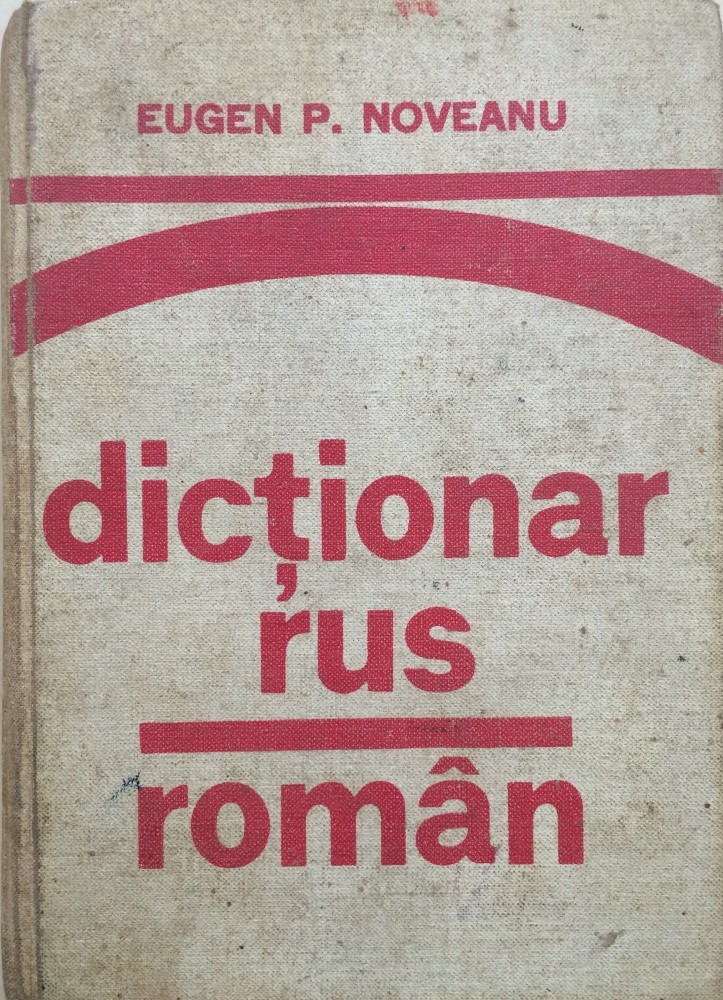 EUGEN P. NOVEANU
dicționar
rus
român